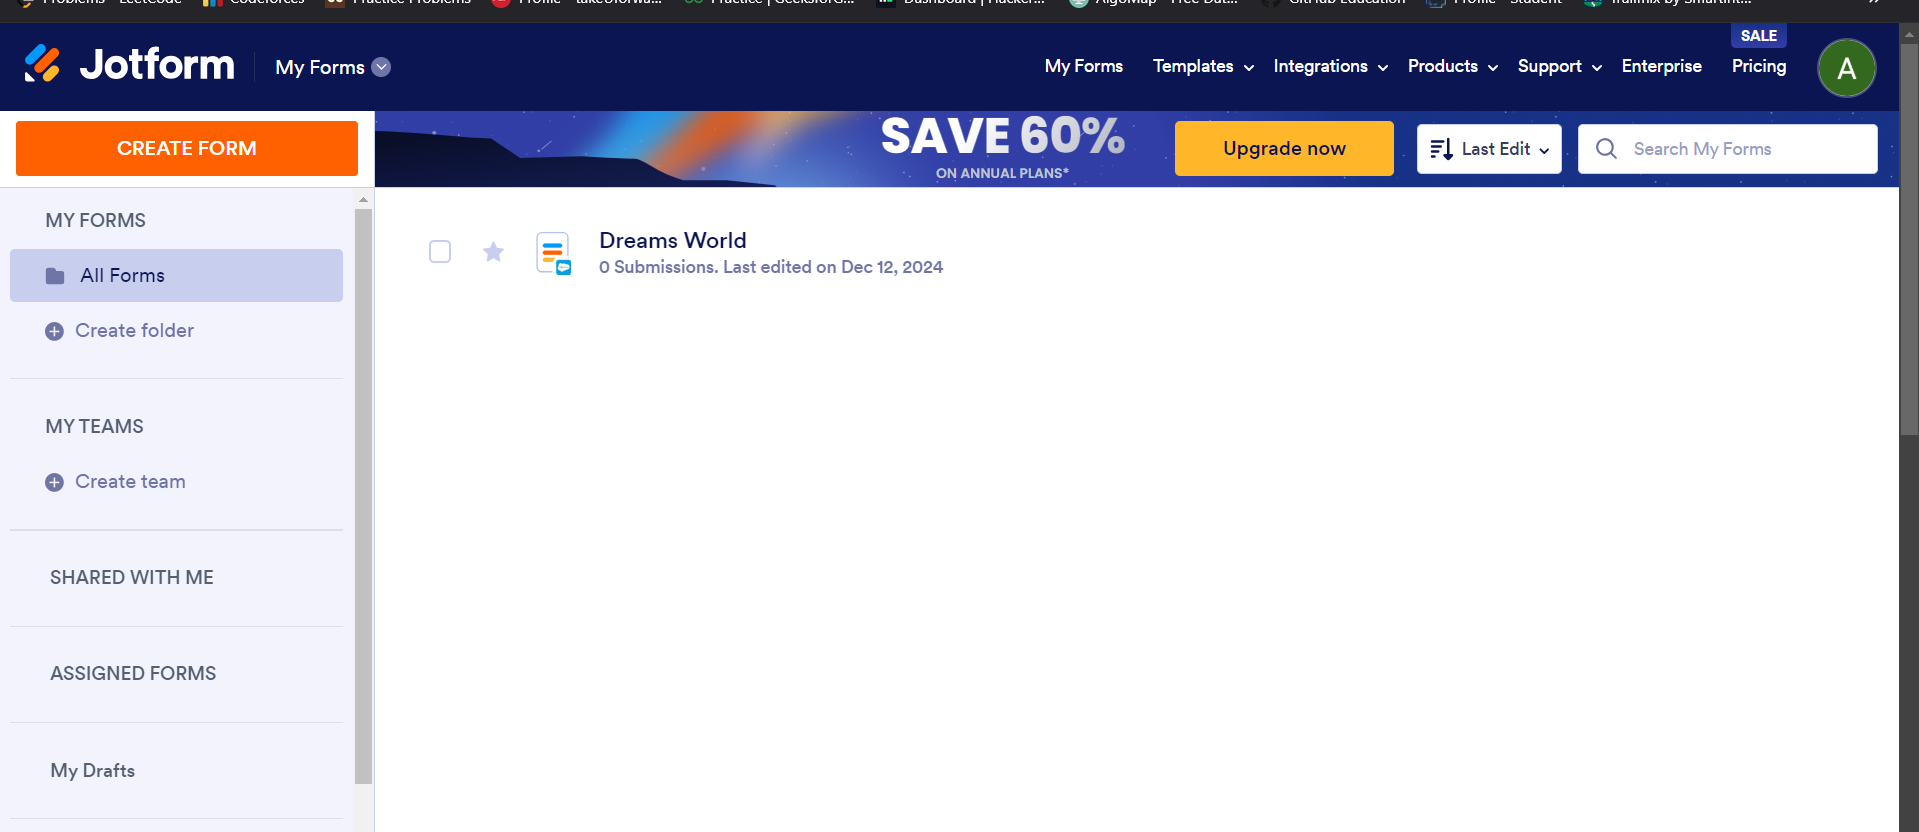 Problems - LeetCode Codeforces Practice Problems Profile - takeUforwa... Practice | GeeksforG... Dashboard | Hacker... AlgoMap - Free Dat... GitHub Education Profile - Student Trailmix by smartint... »
Jotform My Forms
My Forms Templates Integrations Products Support Enterprise SALE Pricing A
CREATE FORM
SAVE 60%
ON ANNUAL PLANS*
Upgrade now
Last Edit
Search My Forms
MY FORMS
All Forms
Create folder
MY TEAMS
Create team
SHARED WITH ME
ASSIGNED FORMS
My Drafts
Dreams World
0 Submissions. Last edited on Dec 12, 2024